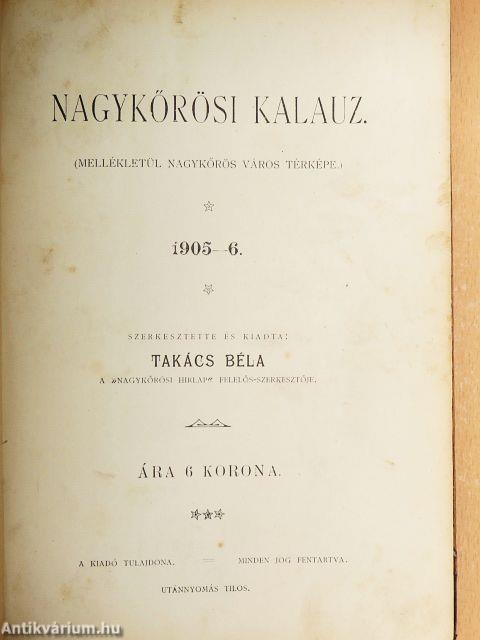 NAGYKŐRÖSI KALAUZ.
(MELLÉKLETÜL NAGYKŐRÖS VÁROS TÉRKÉPE.)
1905—6.
SZERKESZTETTE ÉS KIADTA:
TAKÁCS BÉLA
A »NAGYKŐRÖSI HIRLAP« FELELŐS-SZERKESZTŐJE.
ÁRA 6 KORONA.
A KIADÓ TULAJDONA. — MINDEN JOG FENTARTVA.
UTÁNNYOMÁS TILOS.
Antikvárium.hu